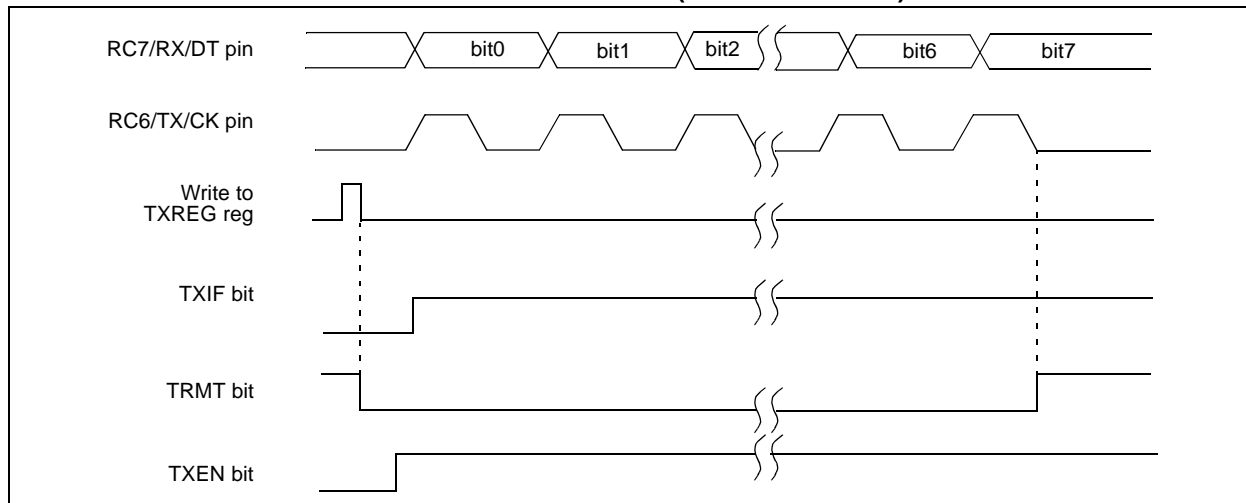 RC7/RX/DT pin
bit0 bit1 bit2 bit6 bit7
RC6/TX/CK pin
Write to
TXREG reg
TXIF bit
TRMT bit
TXEN bit